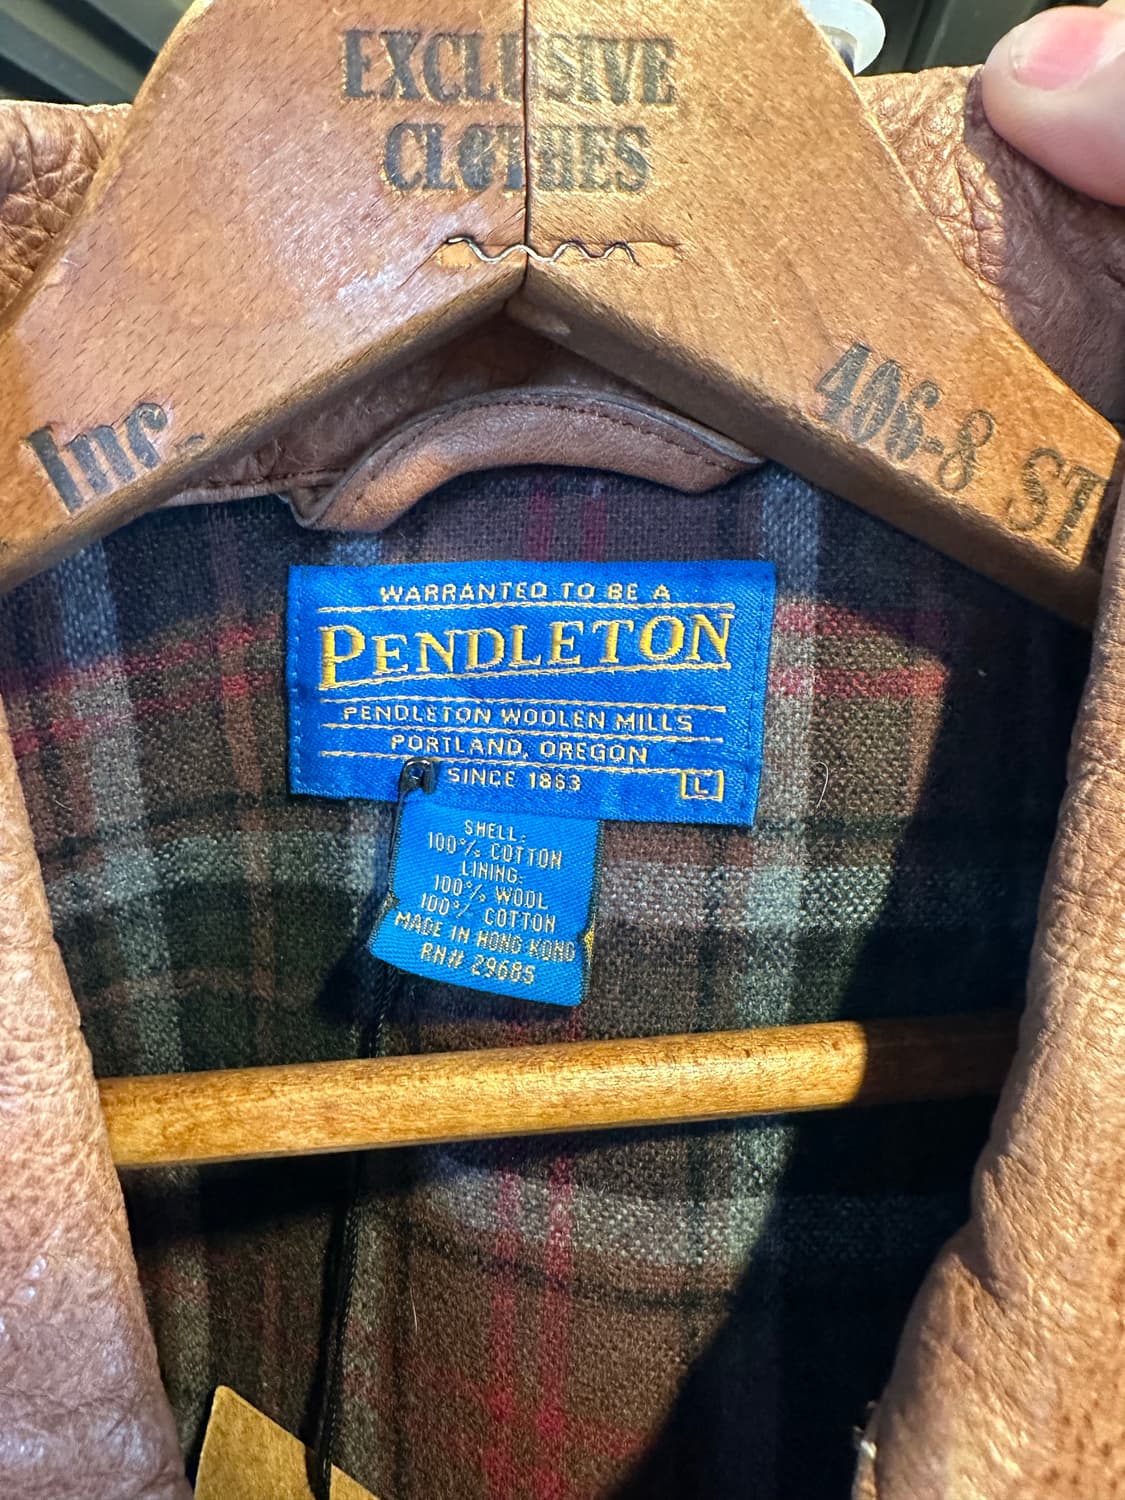 EXCLUSIVE
CLOTHES
Inc.
406-8 ST
WARRANTED TO BE A
PENDLETON
PENDLETON WOOLEN MILLS
PORTLAND, OREGON
SINCE 1863
L
SHELL:
100% COTTON
LINING:
100% WOOL
100% COTTON
MADE IN HONG KONG
RN# 29685